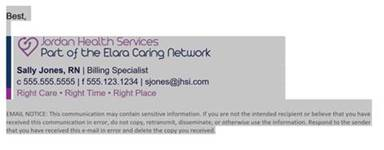 Best,
Jordan Health Services
Part of the Elara Caring Network
Sally Jones, RN | Billing Specialist
c 555.555.5555 | f 555.123.1234 | sjones@jhsi.com
Right Care • Right Time • Right Place
EMAIL NOTICE: This communication may contain sensitive information. If you are not the intended recipient or believe that you have
received this communication in error, do not copy, retransmit, disseminate, or otherwise use the information. Respond to the sender
that you have received this e-mail in error and delete the copy you received.